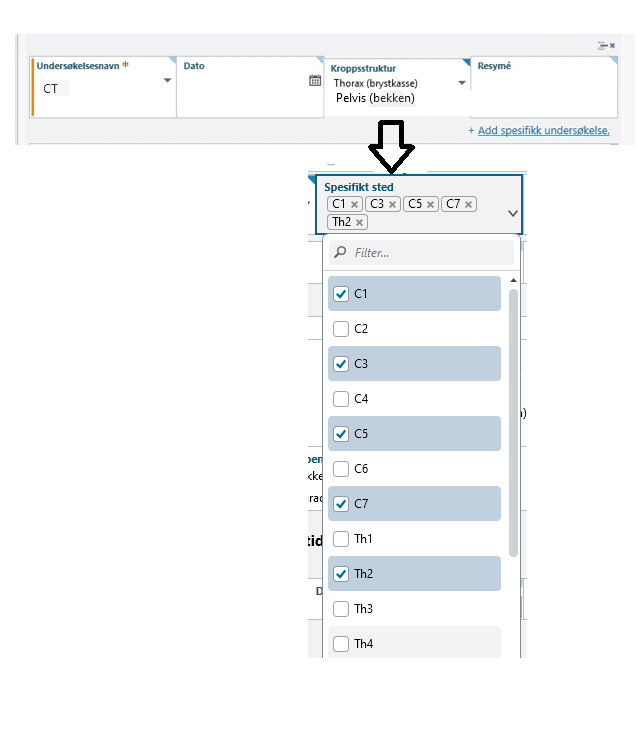 Undersøkelsesnavn *
CT
Dato
Kroppsstruktur
Thorax (brystkasse)
Pelvis (bekken)
Resymé
+ Add spesifikk undersøkelse.
Spesifikt sted
C1 × C3 × C5 × C7 ×
Th2 ×
Filter...
C1
C2
C3
C4
C5
C6
C7
Th1
Th2
Th3
Th4